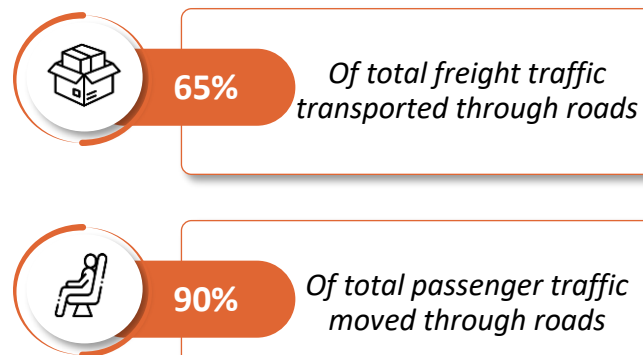 65%
Of total freight traffic
transported through roads
90%
Of total passenger traffic
moved through roads